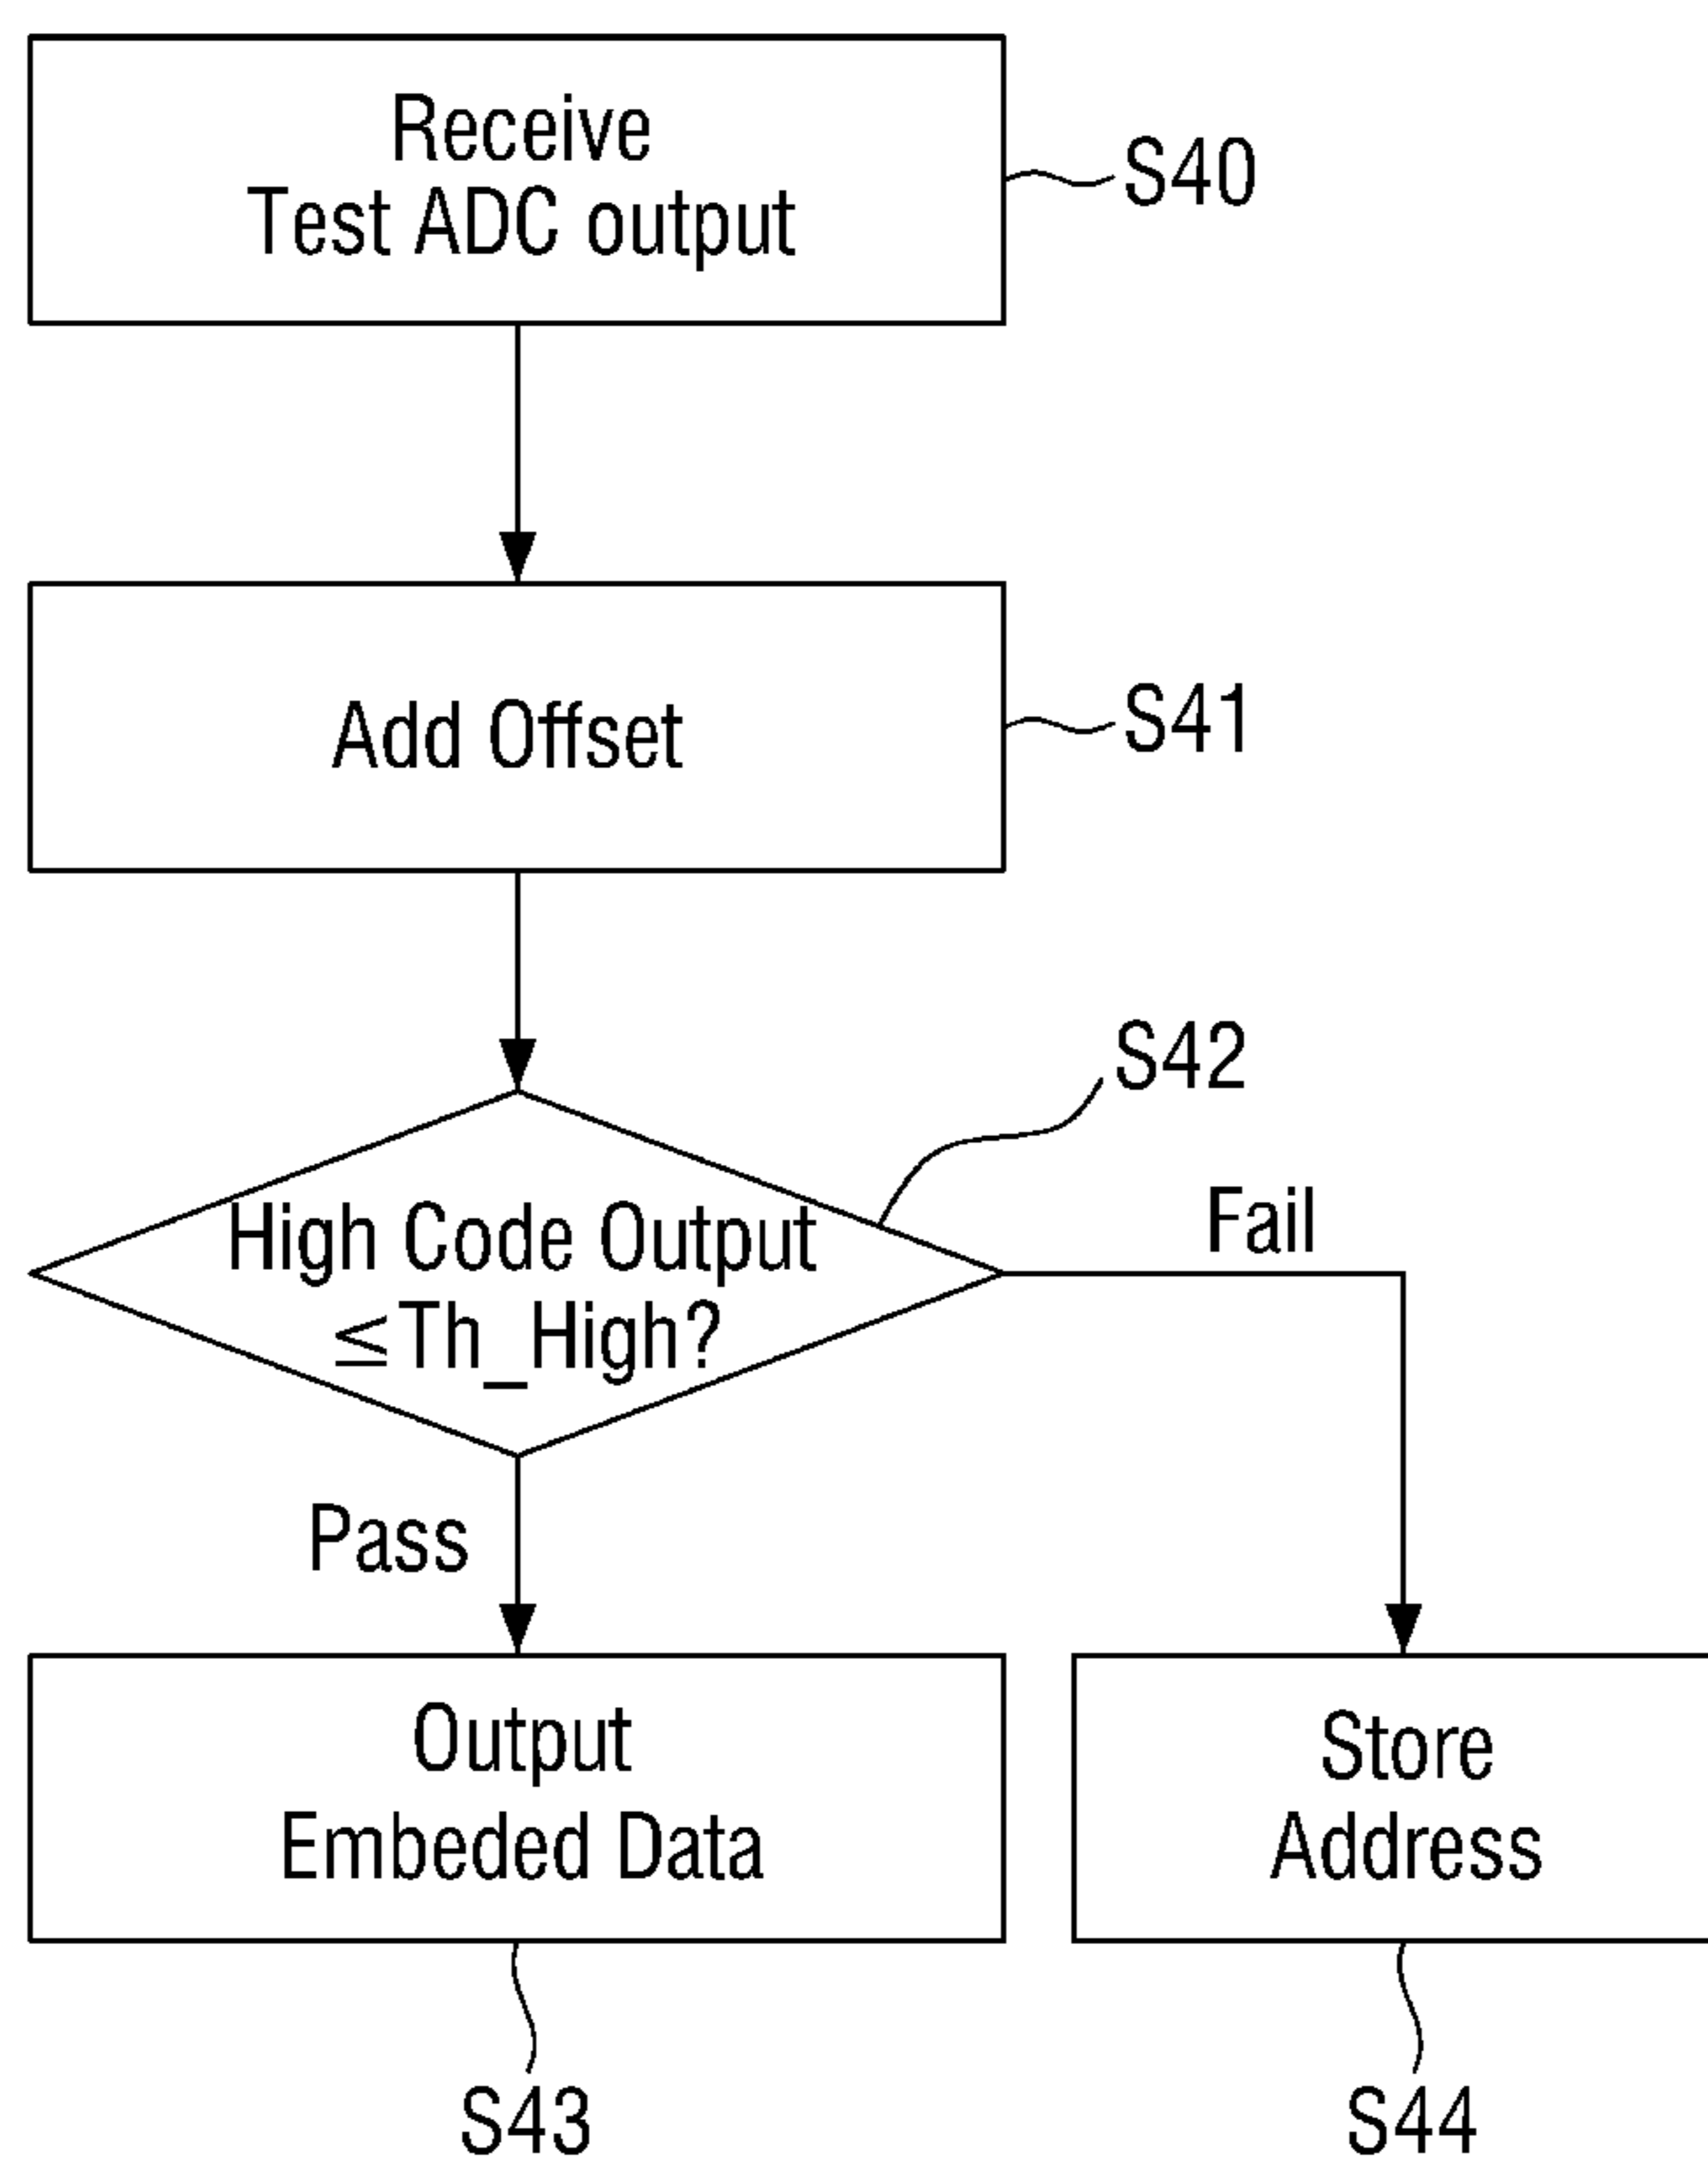 Receive
Test ADC output
S40
Add Offset
S41
S42
High Code Output
≤Th_High?
Fail
Pass
Output
Embeded Data
Store
Address
S43
S44